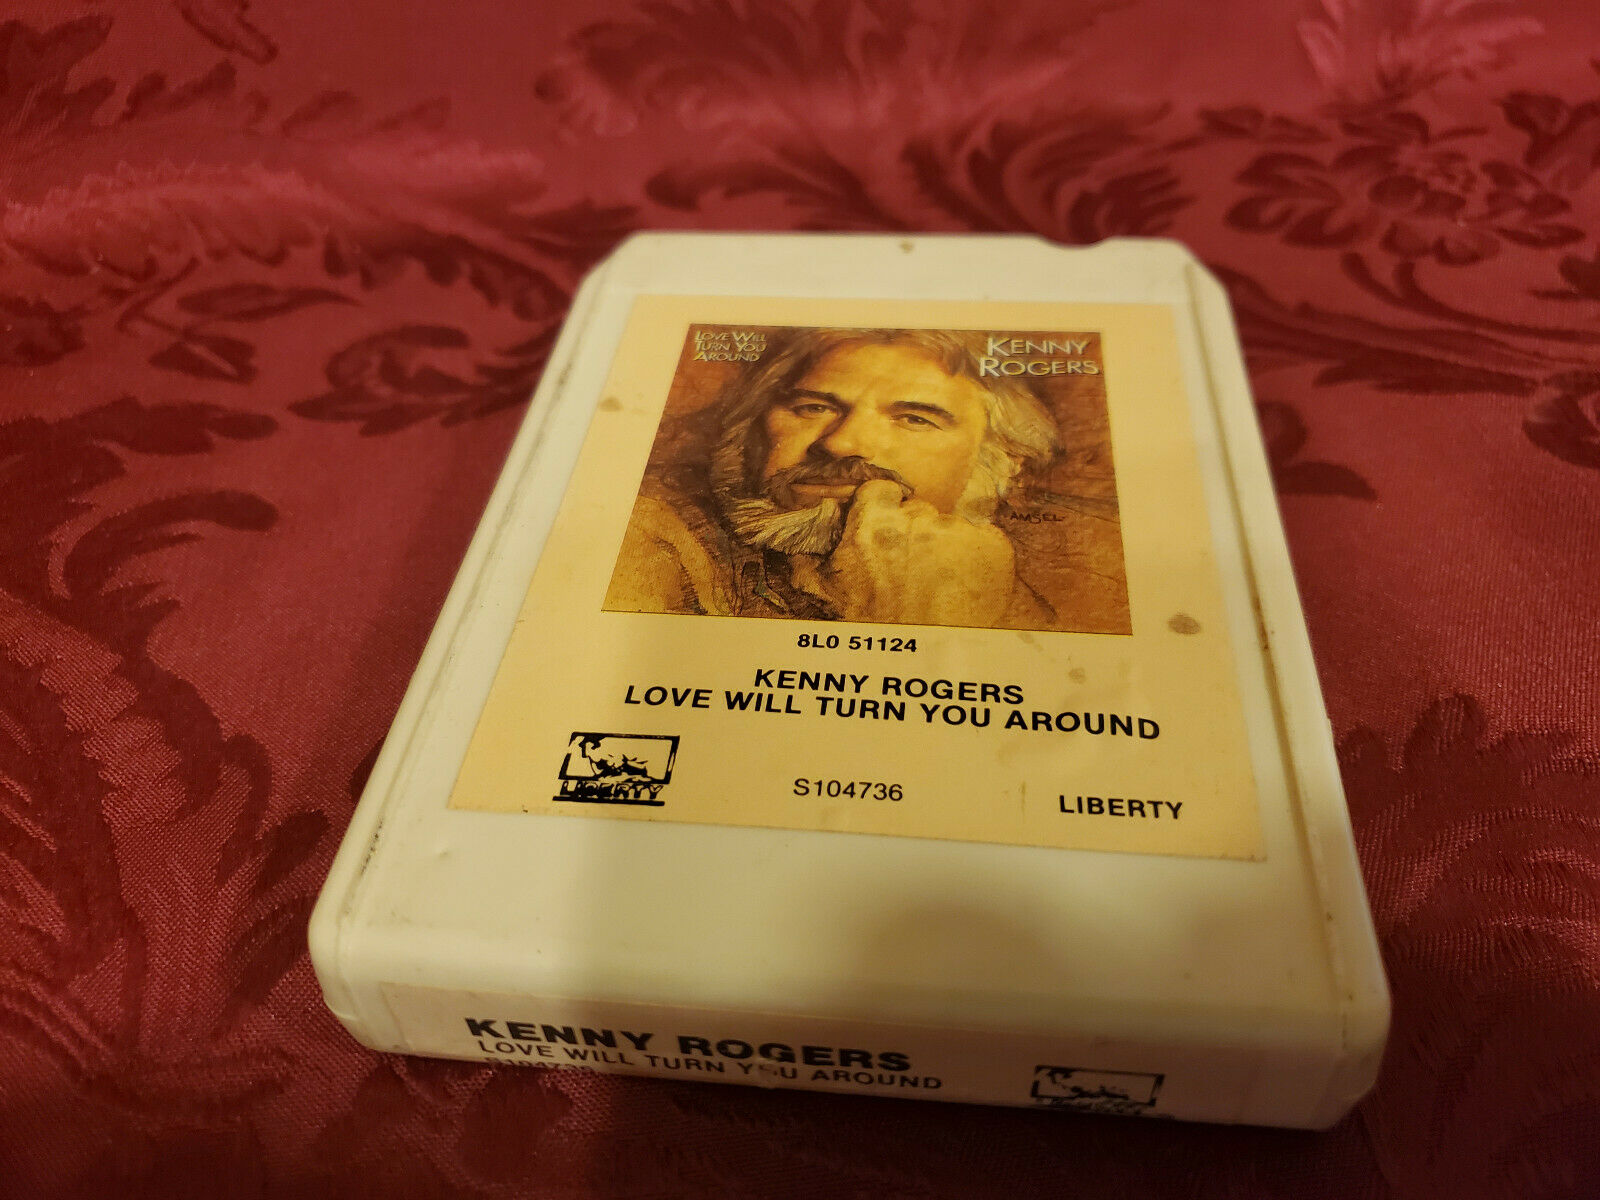 LOVE WILL
TURN YOU
AROUND
KENNY
ROGERS
AMSEL
8L0 51124
KENNY ROGERS
LOVE WILL TURN YOU AROUND
LIBERTY
S104736
LIBERTY
KENNY ROGERS
LOVE WILL TURN YOU AROUND